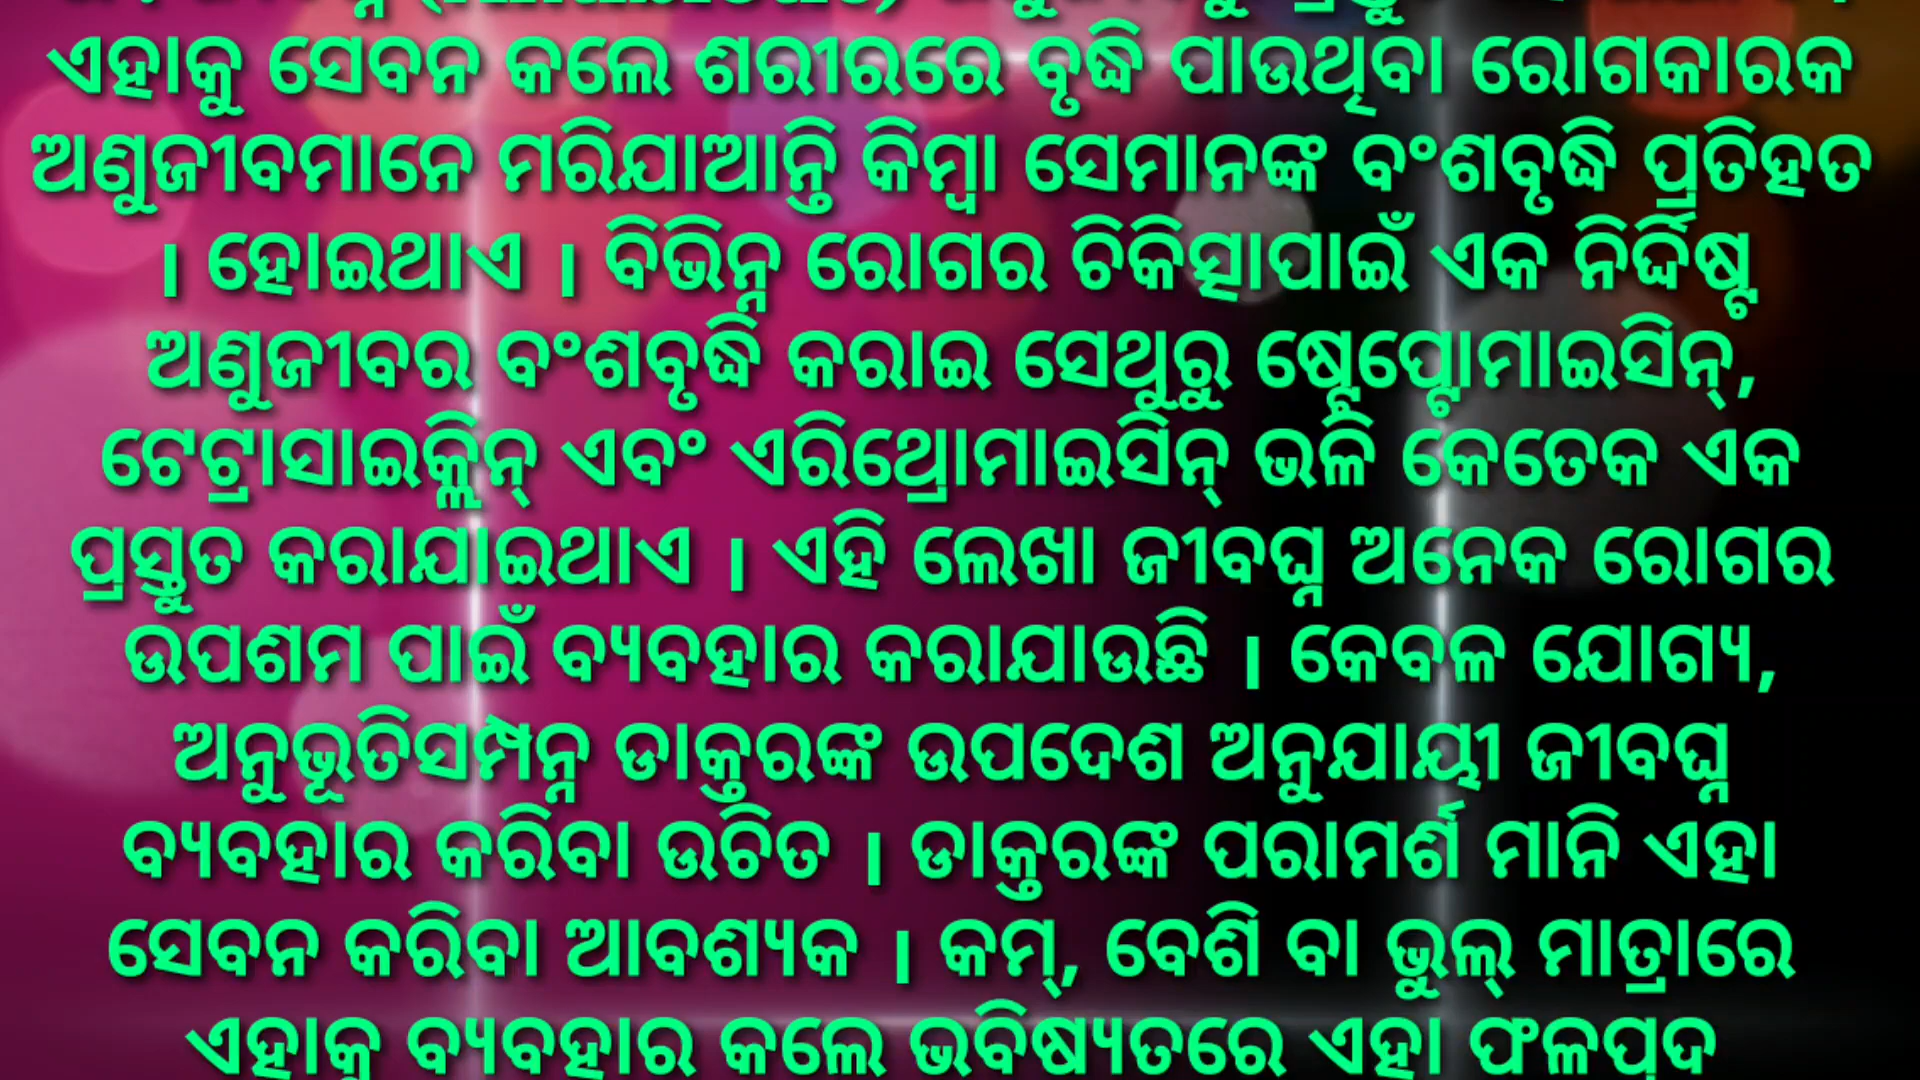 ଏହାକୁ ସେବନ କଲେ ଶରୀରରେ ବୃଦ୍ଧି ପାଉଥିବା ରୋଗକାରକ
ଅଣୁଜୀବମାନେ ମରିଯାଆନ୍ତି କିମ୍ବା ସେମାନଙ୍କ ବଂଶବୃଦ୍ଧି ପ୍ରତିହତ
। ହୋଇଥାଏ । ବିଭିନ୍ନ ରୋଗର ଚିକିତ୍ସାପାଇଁ ଏକ ନିର୍ଦ୍ଦିଷ୍ଟ
ଅଣୁଜୀବର ବଂଶବୃଦ୍ଧି କରାଇ ସେଥୁରୁ ଷ୍ଟ୍ରେପ୍ଟୋମାଇସିନ୍,
ଟେଟ୍ରାସାଇକ୍ଲିନ୍ ଏବଂ ଏରିଥ୍ରୋମାଇସିନ୍ ଭଳି କେତେକ ଏକ
ପ୍ରସ୍ତୁତ କରାଯାଇଥାଏ । ଏହି ଲେଖା ଜୀବଘ୍ନ ଅନେକ ରୋଗର
ଉପଶମ ପାଇଁ ବ୍ୟବହାର କରାଯାଉଛି । କେବଳ ଯୋଗ୍ୟ,
ଅନୁଭୂତିସମ୍ପନ୍ନ ଡାକ୍ତରଙ୍କ ଉପଦେଶ ଅନୁଯାୟୀ ଜୀବଘ୍ନ
ବ୍ୟବହାର କରିବା ଉଚିତ । ଡାକ୍ତରଙ୍କ ପରାମର୍ଶ ମାନି ଏହା
ସେବନ କରିବା ଆବଶ୍ୟକ । କମ୍, ବେଶି ବା ଭୁଲ୍ ମାତ୍ରାରେ
ଏହାକୁ ବ୍ୟବହାର କଲେ ଭବିଷ୍ୟତରେ ଏହା ଫଳପ୍ରଦ